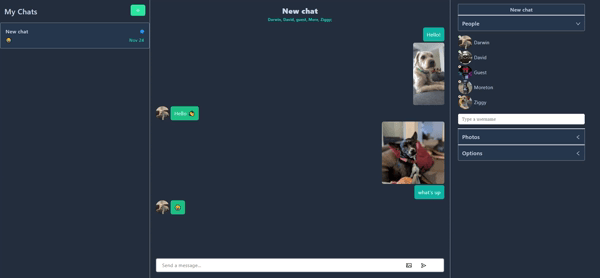 My Chats
+
New chat
Nov 24
New chat
Darwin, David, guest, Moor, Ziggy
Hello!
Hello
what's up
Send a message...
New chat
People
Darwin
David
Guest
Moreton
Ziggy
Type a username
Photos
Options